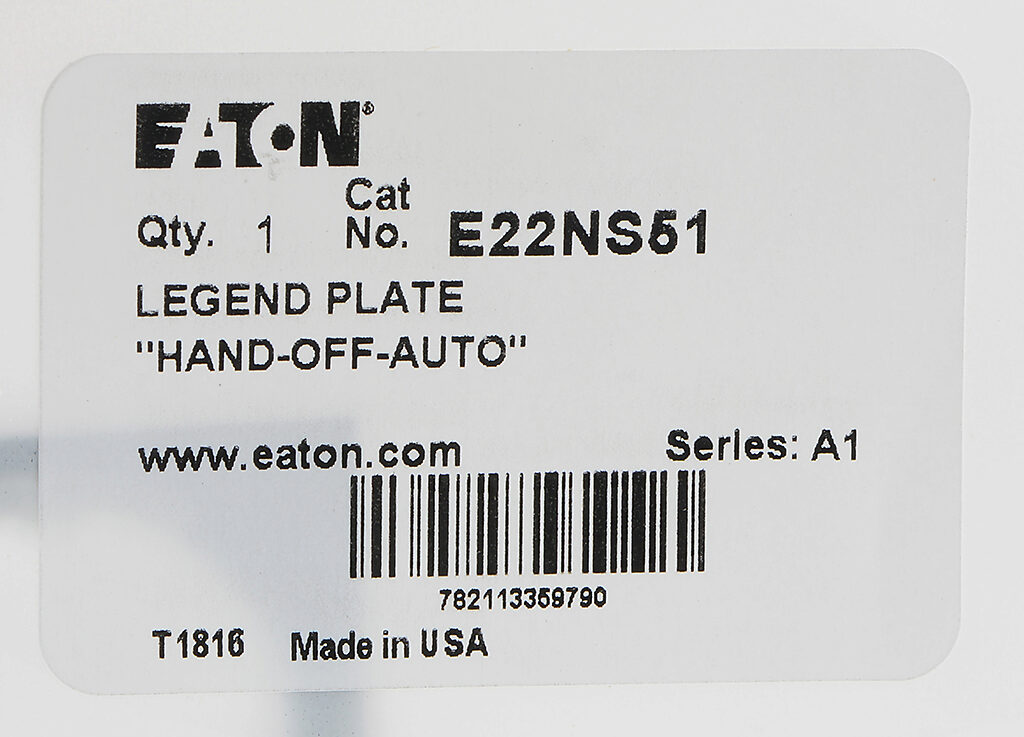 EATON®
Qty. 1 Cat No. E22NS51
LEGEND PLATE
"HAND-OFF-AUTO"
www.eaton.com Series: A1
782113359790
T1816 Made in USA